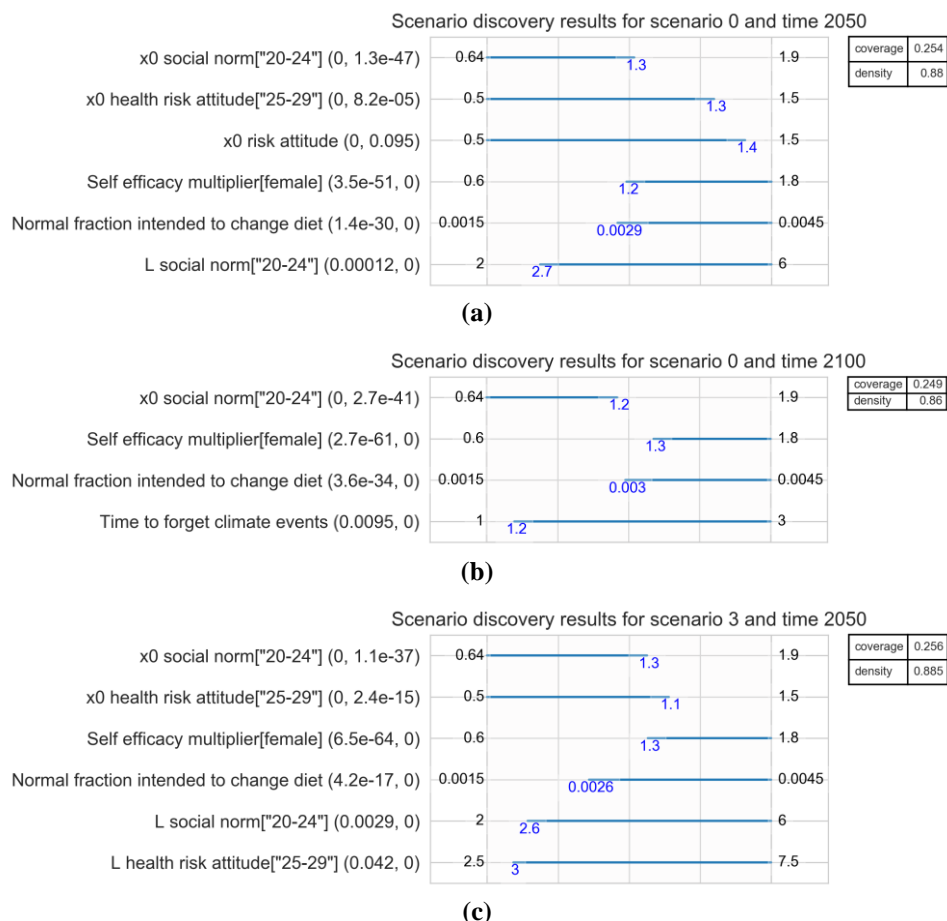 Scenario discovery results for scenario 0 and time 2050
x0 social norm["20-24"] (0, 1.3e-47) 0.64 1.3 1.9
x0 health risk attitude["25-29"] (0, 8.2e-05) 0.5 1.3 1.5
x0 risk attitude (0, 0.095) 0.5 1.4 1.5
Self efficacy multiplier[female] (3.5e-51, 0) 0.6 1.2 1.8
Normal fraction intended to change diet (1.4e-30, 0) 0.0015 0.0029 0.0045
L social norm["20-24"] (0.00012, 0) 2 2.7 6
coverage 0.254
density 0.88
(a)
Scenario discovery results for scenario 0 and time 2100
x0 social norm["20-24"] (0, 2.7e-41) 0.64 1.2 1.9
Self efficacy multiplier[female] (2.7e-61, 0) 0.6 1.3 1.8
Normal fraction intended to change diet (3.6e-34, 0) 0.0015 0.003 0.0045
Time to forget climate events (0.0095, 0) 1 1.2 3
coverage 0.249
density 0.86
(b)
Scenario discovery results for scenario 3 and time 2050
x0 social norm["20-24"] (0, 1.1e-37) 0.64 1.3 1.9
x0 health risk attitude["25-29"] (0, 2.4e-15) 0.5 1.1 1.5
Self efficacy multiplier[female] (6.5e-64, 0) 0.6 1.3 1.8
Normal fraction intended to change diet (4.2e-17, 0) 0.0015 0.0026 0.0045
L social norm["20-24"] (0.0029, 0) 2 2.6 6
L health risk attitude["25-29"] (0.042, 0) 2.5 3 7.5
coverage 0.256
density 0.885
(c)